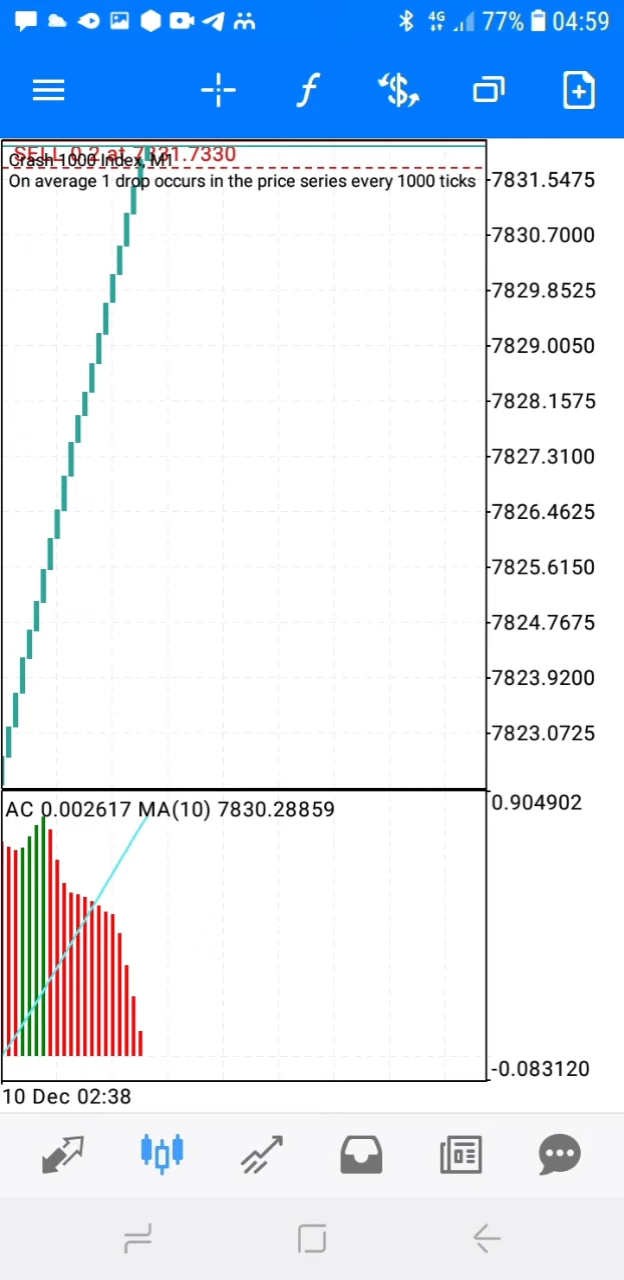 4G 77% 04:59
SELL 0.2 at 7831.7330
Crash 1000 Index, M1
On average 1 drop occurs in the price series every 1000 ticks
7831.5475
7830.7000
7829.8525
7829.0050
7828.1575
7827.3100
7826.4625
7825.6150
7824.7675
7823.9200
7823.0725
AC 0.002617 MA(10) 7830.28859
0.904902
-0.083120
10 Dec 02:38